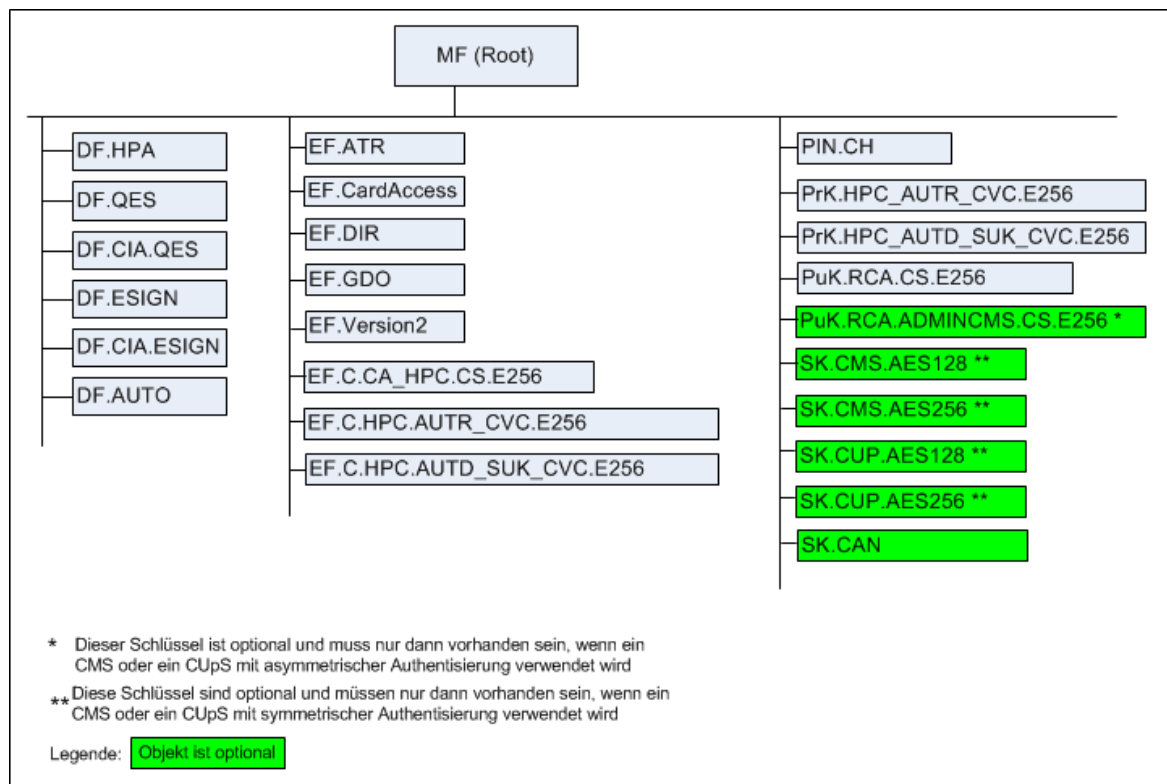 MF (Root)
DF.HPA
DF.QES
DF.CIA.QES
DF.ESIGN
DF.CIA.ESIGN
DF.AUTO
EF.ATR
EF.CardAccess
EF.DIR
EF.GDO
EF.Version2
EF.C.CA_HPC.CS.E256
EF.C.HPC.AUTR_CVC.E256
EF.C.HPC.AUTD_SUK_CVC.E256
PIN.CH
PrK.HPC_AUTR_CVC.E256
PrK.HPC_AUTD_SUK_CVC.E256
PuK.RCA.CS.E256
PuK.RCA.ADMINCMS.CS.E256 *
SK.CMS.AES128 **
SK.CMS.AES256 **
SK.CUP.AES128 **
SK.CUP.AES256 **
SK.CAN
* Dieser Schlüssel ist optional und muss nur dann vorhanden sein, wenn ein
CMS oder ein CUpS mit asymmetrischer Authentisierung verwendet wird
** Diese Schlüssel sind optional und müssen nur dann vorhanden sein, wenn ein
CMS oder ein CUpS mit symmetrischer Authentisierung verwendet wird
Legende: Objekt ist optional